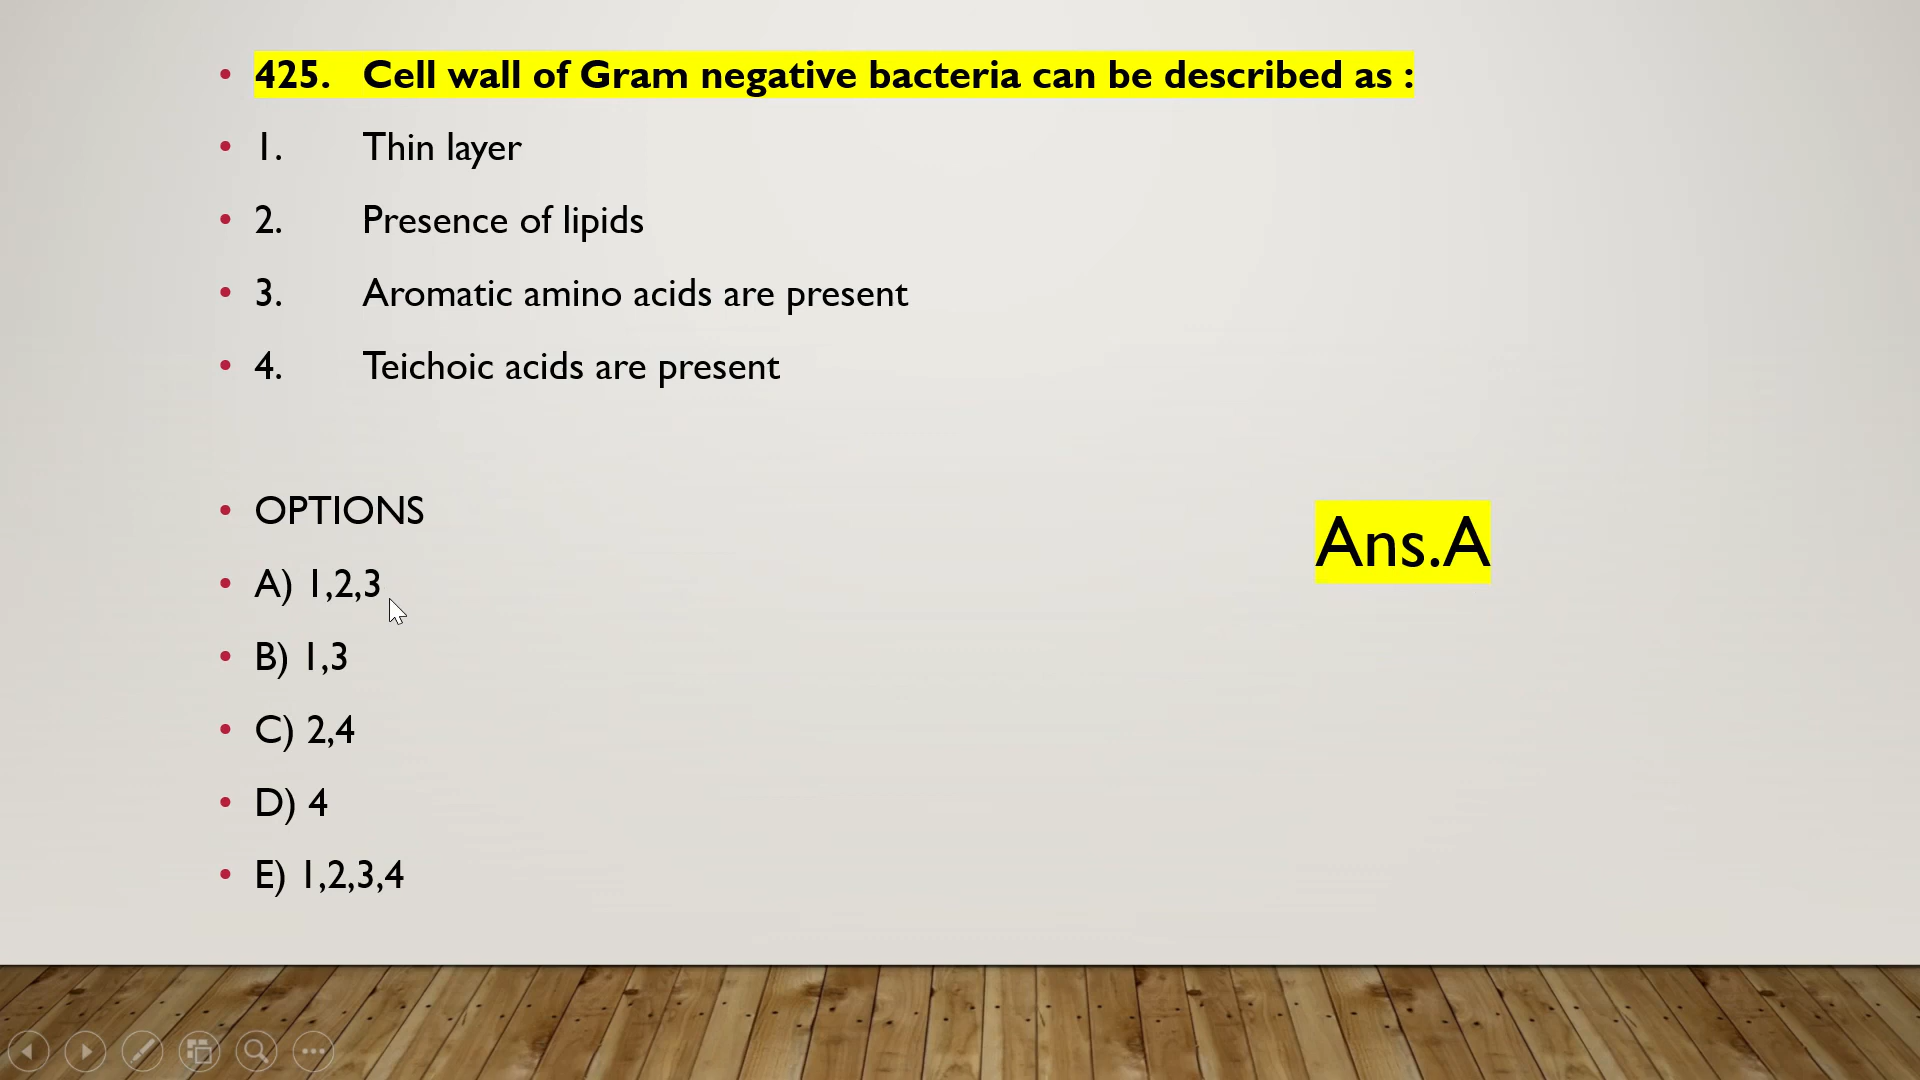 425. Cell wall of Gram negative bacteria can be described as :
1. Thin layer
2. Presence of lipids
3. Aromatic amino acids are present
4. Teichoic acids are present
OPTIONS
Ans.A
A) 1,2,3
B) 1,3
C) 2,4
D) 4
E) 1,2,3,4